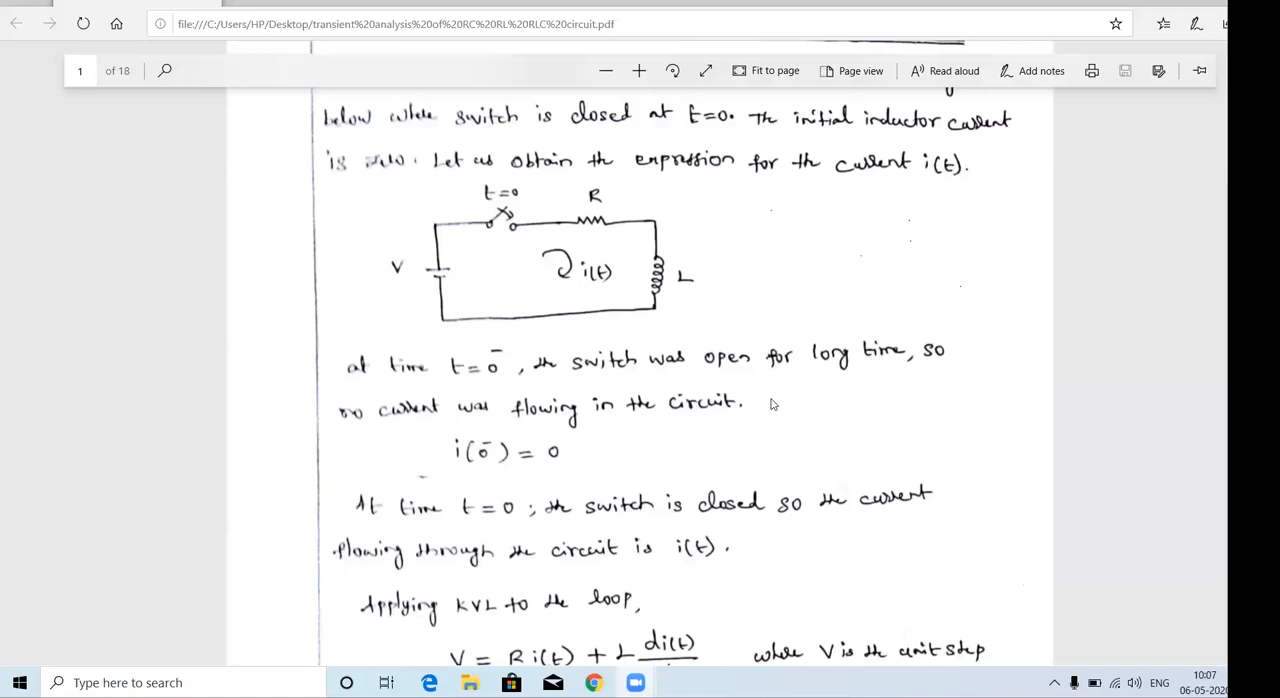 file:///C:/Users/HP/Desktop/transient%20analysis%20of%20RC%20RL%20RLC%20circuit.pdf
1 of 18 Fit to page Page view Read aloud Add notes
below where switch is closed at t=0. The initial inductor current
is zero. Let us obtain the expression for the current i(t).
t=0 R
V i(t) L
at time t=0⁻, the switch was open for long time, so
no current was flowing in the circuit.
i(0⁻) = 0
At time t=0; the switch is closed so the current
flowing through the circuit is i(t).
Applying KVL to the loop,
V = R i(t) + L di(t) where V is the unit step
Type here to search ENG 10:07
06-05-2020